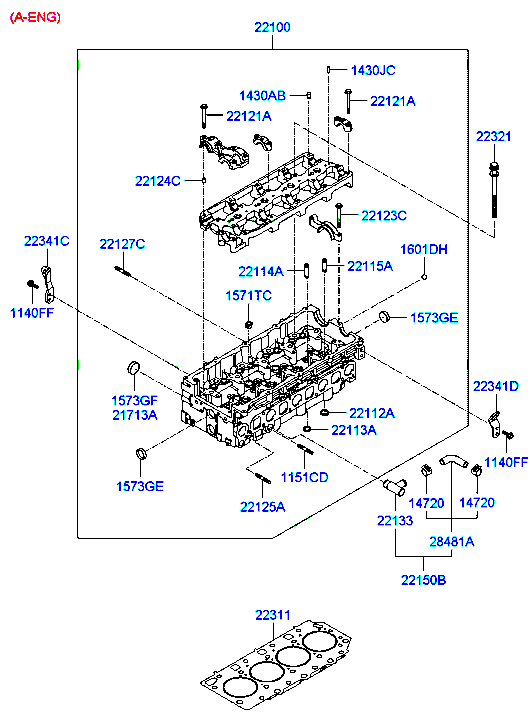 (A-ENG)
22100
1430JC
1430AB
22121A
22121A
22321
22124C
22123C
22341C
22127C
1601DH
22114A
22115A
1571TC
1140FF
1573GE
1573GF
21713A
22341D
22112A
22113A
1573GE
1151CD
1140FF
22125A
14720
14720
22133
28481A
22150B
22311